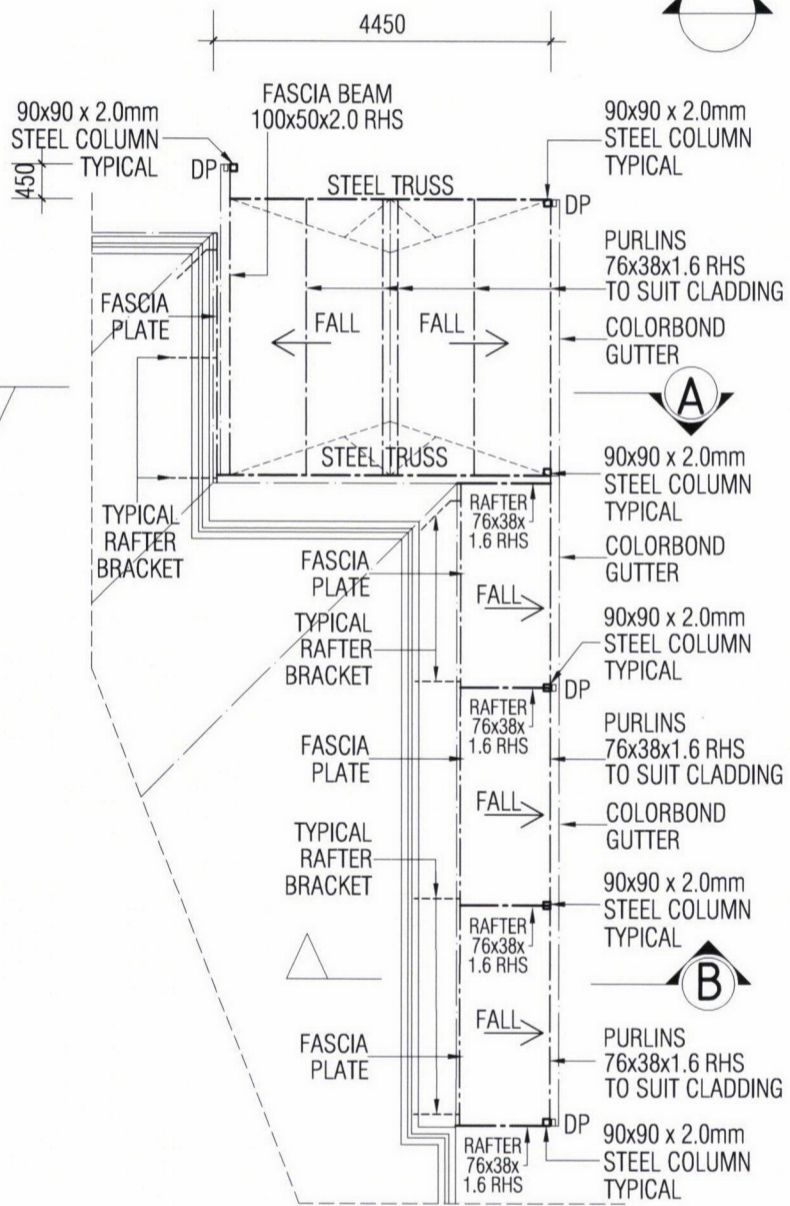 4450
FASCIA BEAM
100x50x2.0 RHS
90x90 x 2.0mm
STEEL COLUMN
TYPICAL
450
DP
90x90 x 2.0mm
STEEL COLUMN
TYPICAL
STEEL TRUSS
DP
PURLINS
76x38x1.6 RHS
TO SUIT CLADDING
FASCIA
PLATE
FALL
FALL
COLORBOND
GUTTER
A
STEEL TRUSS
90x90 x 2.0mm
STEEL COLUMN
TYPICAL
TYPICAL
RAFTER
BRACKET
RAFTER
76x38x
1.6 RHS
COLORBOND
GUTTER
FASCIA
PLATE
FALL
TYPICAL
RAFTER
BRACKET
90x90 x 2.0mm
STEEL COLUMN
TYPICAL
DP
RAFTER
76x38x
1.6 RHS
PURLINS
76x38x1.6 RHS
TO SUIT CLADDING
FASCIA
PLATE
FALL
COLORBOND
GUTTER
TYPICAL
RAFTER
BRACKET
90x90 x 2.0mm
STEEL COLUMN
TYPICAL
RAFTER
76x38x
1.6 RHS
B
FALL
FASCIA
PLATE
PURLINS
76x38x1.6 RHS
TO SUIT CLADDING
DP
90x90 x 2.0mm
STEEL COLUMN
TYPICAL
RAFTER
76x38x
1.6 RHS